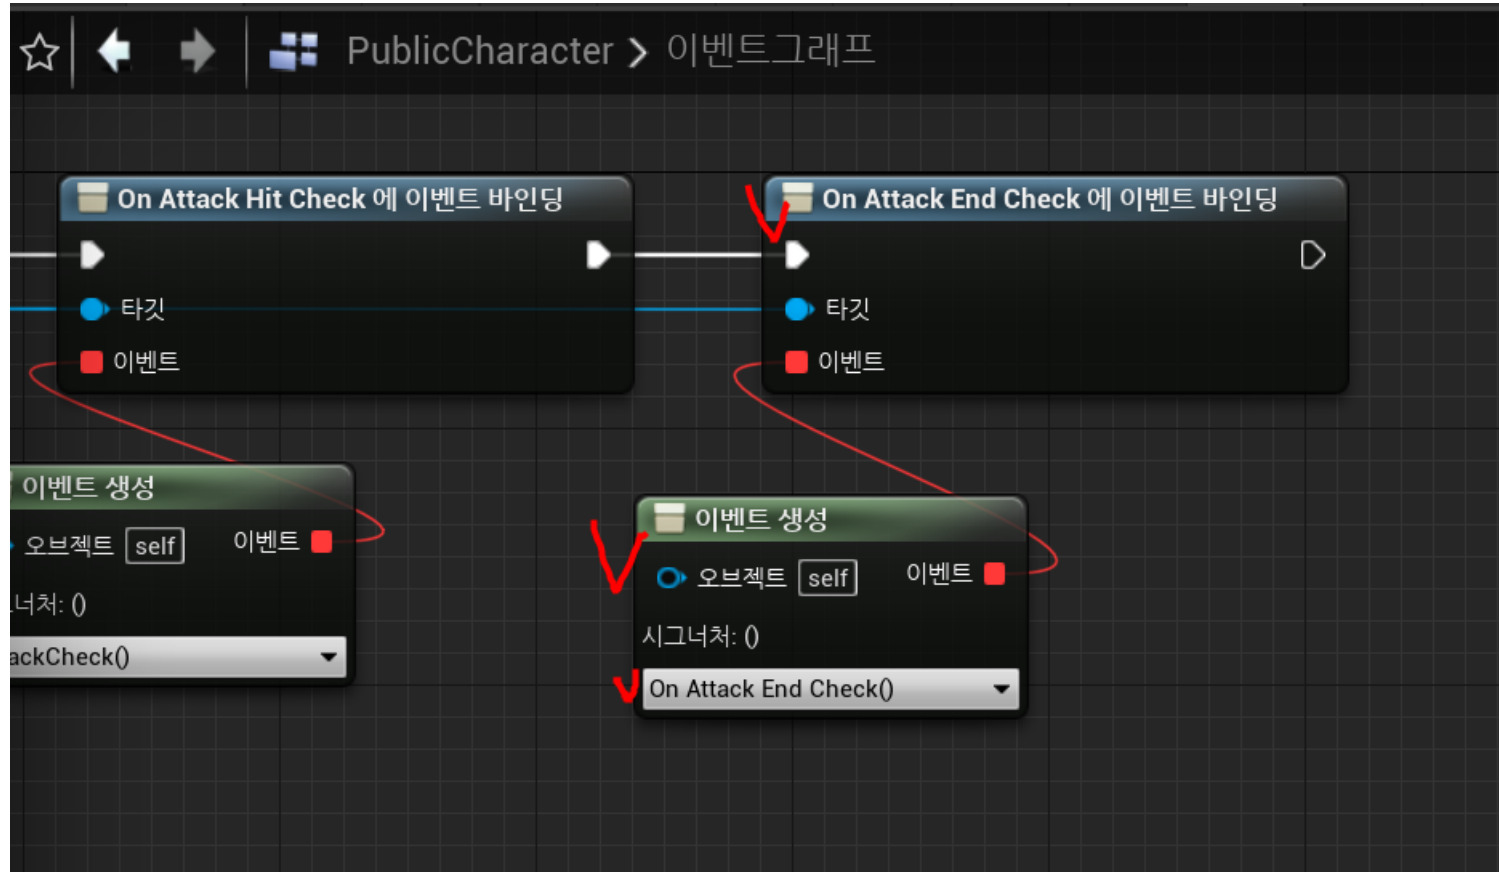 PublicCharacter > 이벤트그래프
On Attack Hit Check 에 이벤트 바인딩
타깃
이벤트
On Attack End Check 에 이벤트 바인딩
타깃
이벤트
이벤트 생성
오브젝트 self 이벤트
너처: ()
ackCheck()
이벤트 생성
오브젝트 self 이벤트
시그너처: ()
On Attack End Check()